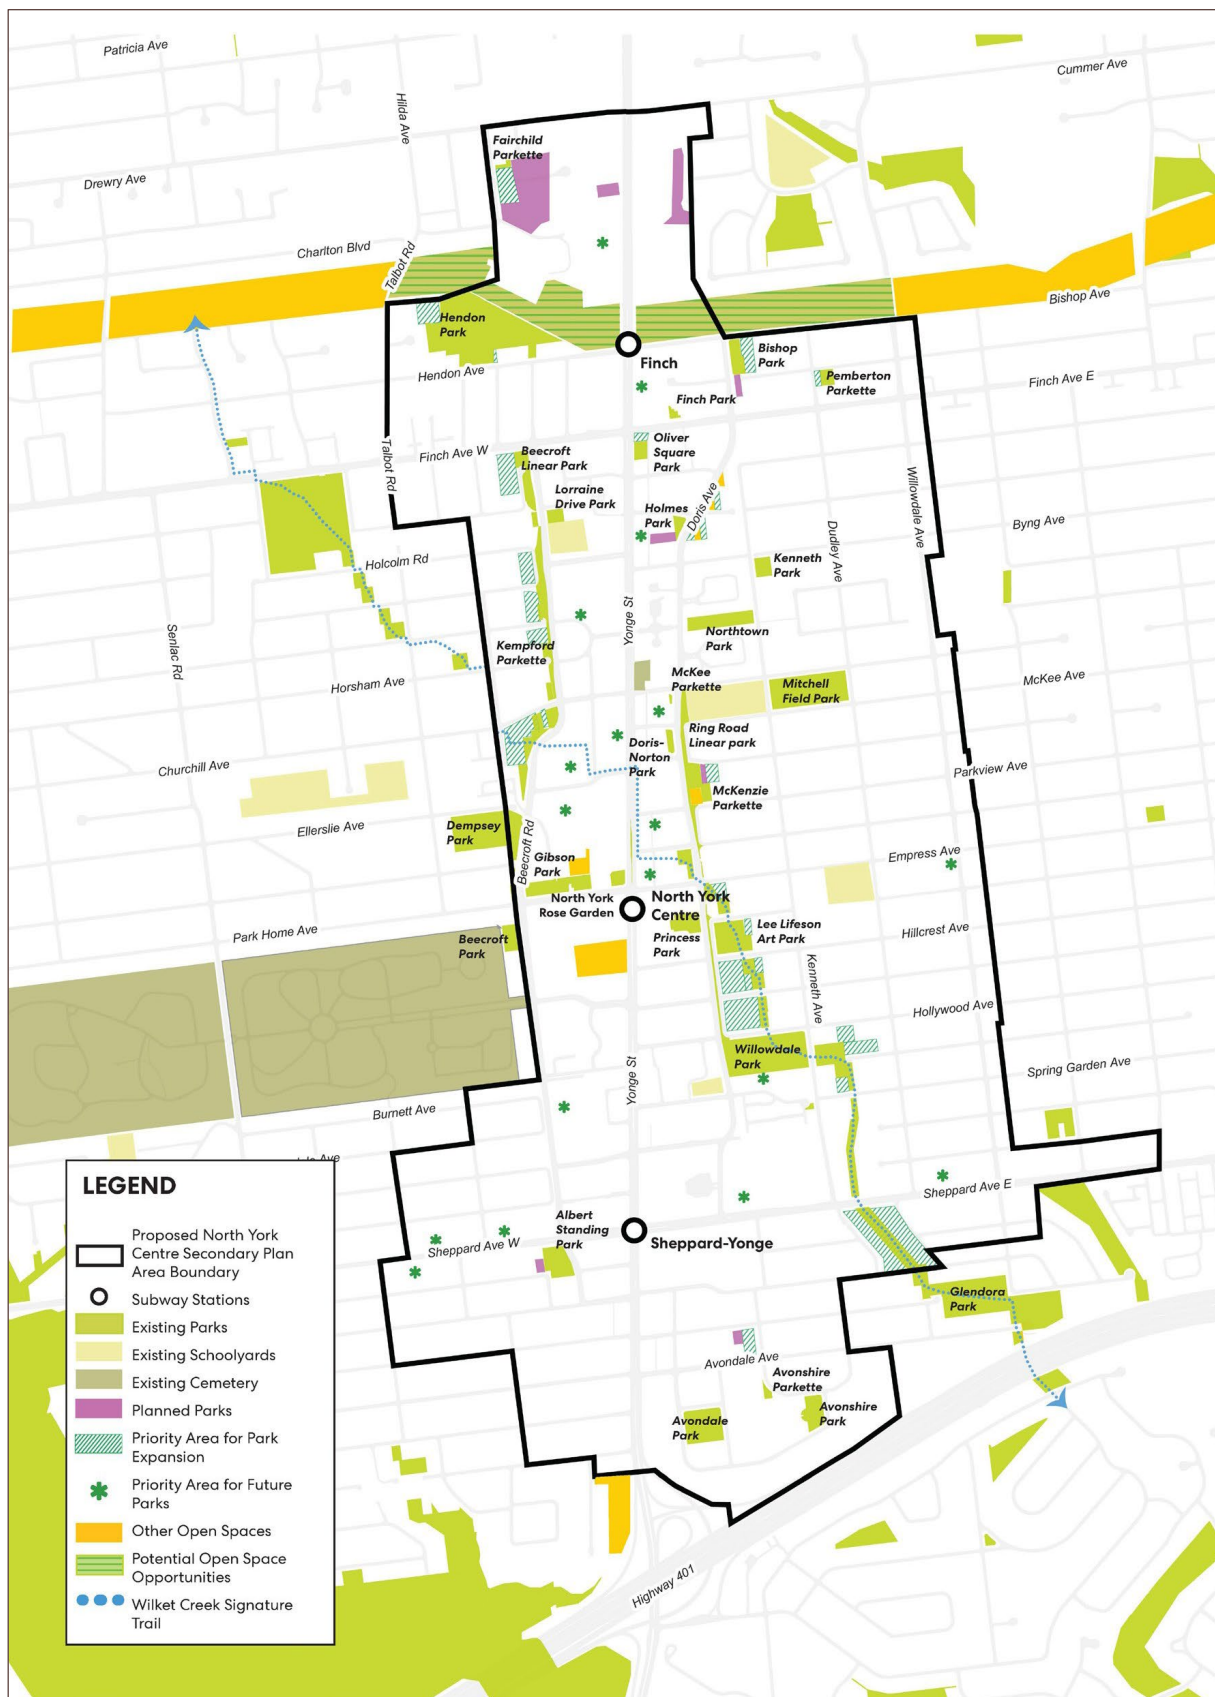 Patricia Ave
Cummer Ave
Hilda Ave
Fairchild
Parkette
Drewry Ave
Charlton Blvd
Talbot Rd
Bishop Ave
Hendon
Park
Finch
Bishop
Park
Hendon Ave
Pemberton
Parkette
Finch Ave E
Finch Park
Talbot Rd
Finch Ave W
Beecroft
Linear Park
Oliver
Square
Park
Lorraine
Drive Park
Holmes
Park
Doris Ave
Willowdale Ave
Byng Ave
Dudley Ave
Holcolm Rd
Kenneth
Park
Senlac Rd
Yonge St
Northtown
Park
Kempford
Parkette
McKee
Parkette
Mitchell
Field Park
McKee Ave
Horsham Ave
Ring Road
Linear park
Doris-
Norton
Park
Churchill Ave
Parkview Ave
McKenzie
Parkette
Ellerslie Ave
Dempsey
Park
Beecroft Rd
Gibson
Park
Empress Ave
North York
Rose Garden
North York
Centre
Park Home Ave
Beecroft
Park
Princess
Park
Lee Lifeson
Art Park
Hillcrest Ave
Kenneth Ave
Hollywood Ave
Willowdale
Park
Yonge St
Spring Garden Ave
Burnett Ave
Ave
Sheppard Ave E
Albert
Standing
Park
Sheppard Ave W
Sheppard-Yonge
Glendora
Park
Avondale Ave
Avonshire
Parkette
Avondale
Park
Avonshire
Park
Highway 401
LEGEND
Proposed North York
Centre Secondary Plan
Area Boundary
Subway Stations
Existing Parks
Existing Schoolyards
Existing Cemetery
Planned Parks
Priority Area for Park
Expansion
Priority Area for Future
Parks
Other Open Spaces
Potential Open Space
Opportunities
Wilket Creek Signature
Trail